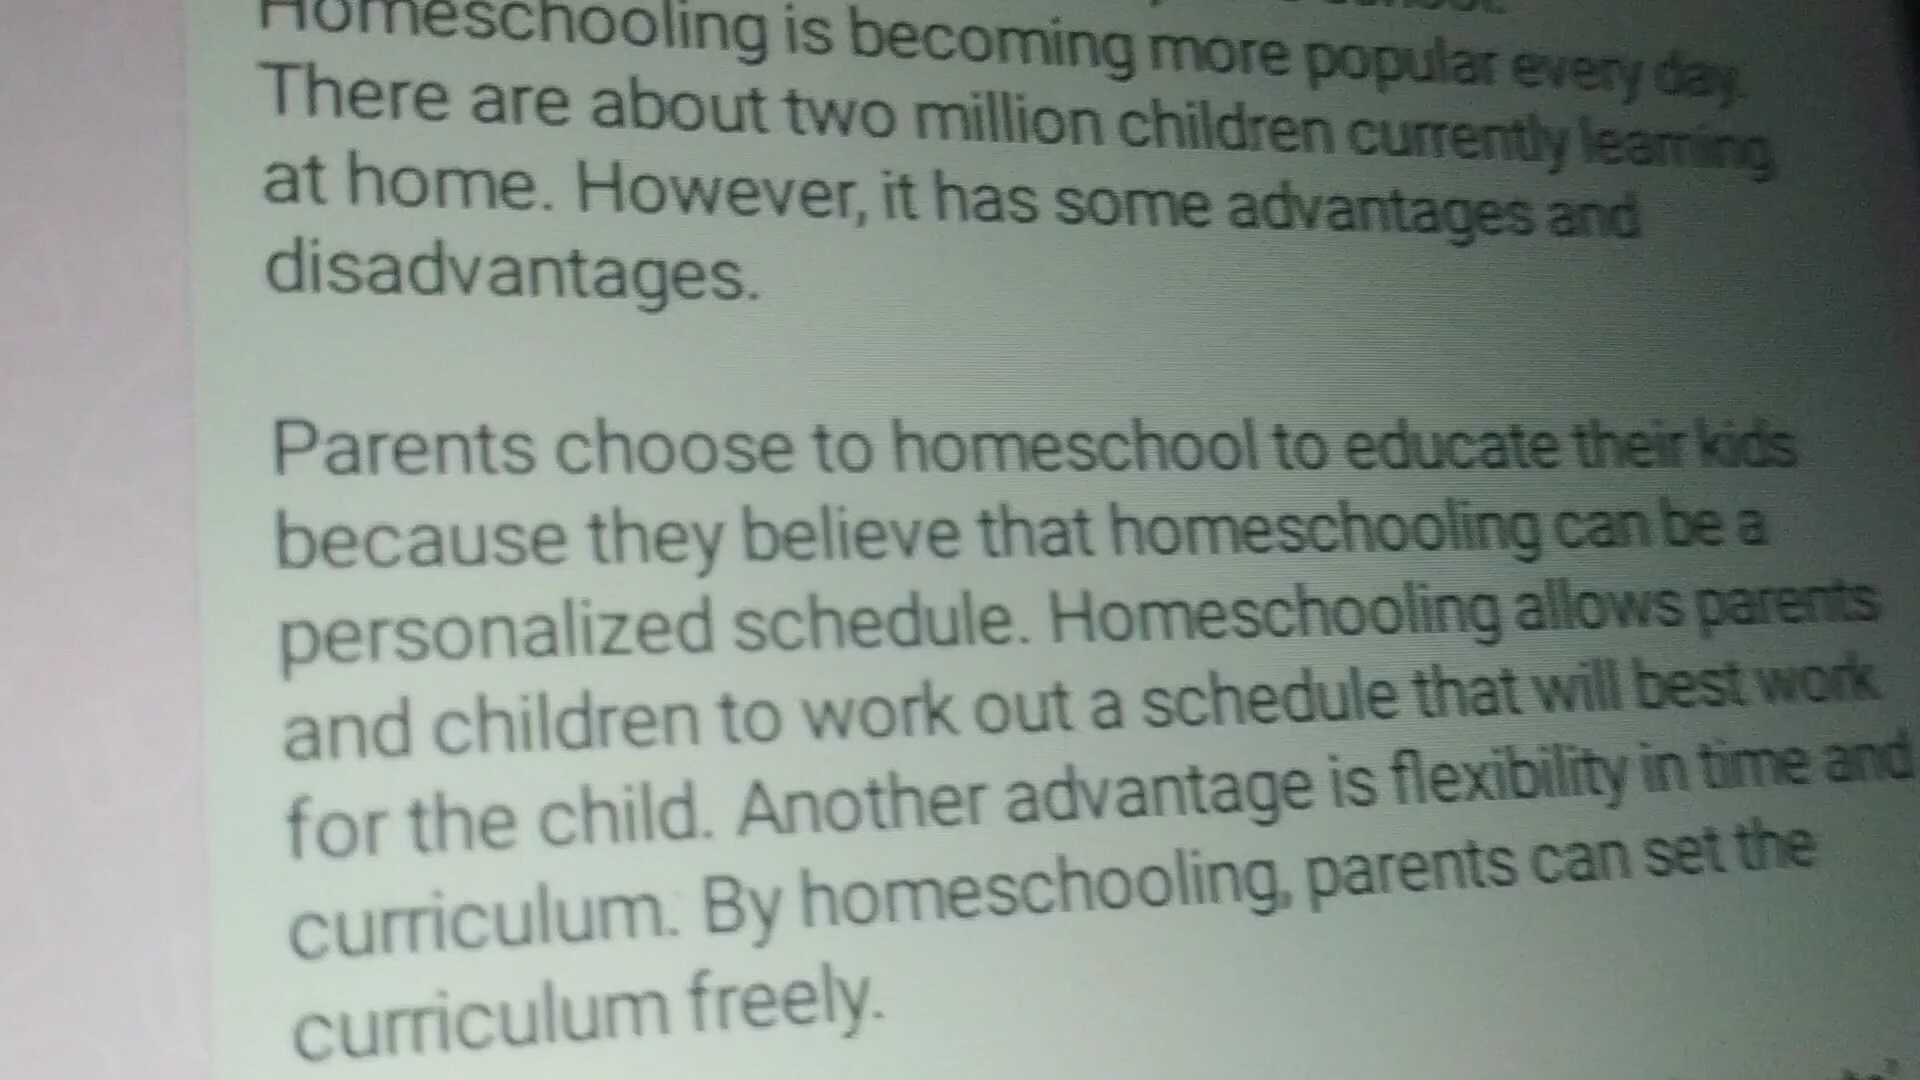 Homeschooling is becoming more popular every day.
There are about two million children currently learning
at home. However, it has some advantages and
disadvantages.
Parents choose to homeschool to educate their kids
because they believe that homeschooling can be a
personalized schedule. Homeschooling allows parents
and children to work out a schedule that will best work
for the child. Another advantage is flexibility in time and
curriculum. By homeschooling, parents can set the
curriculum freely.